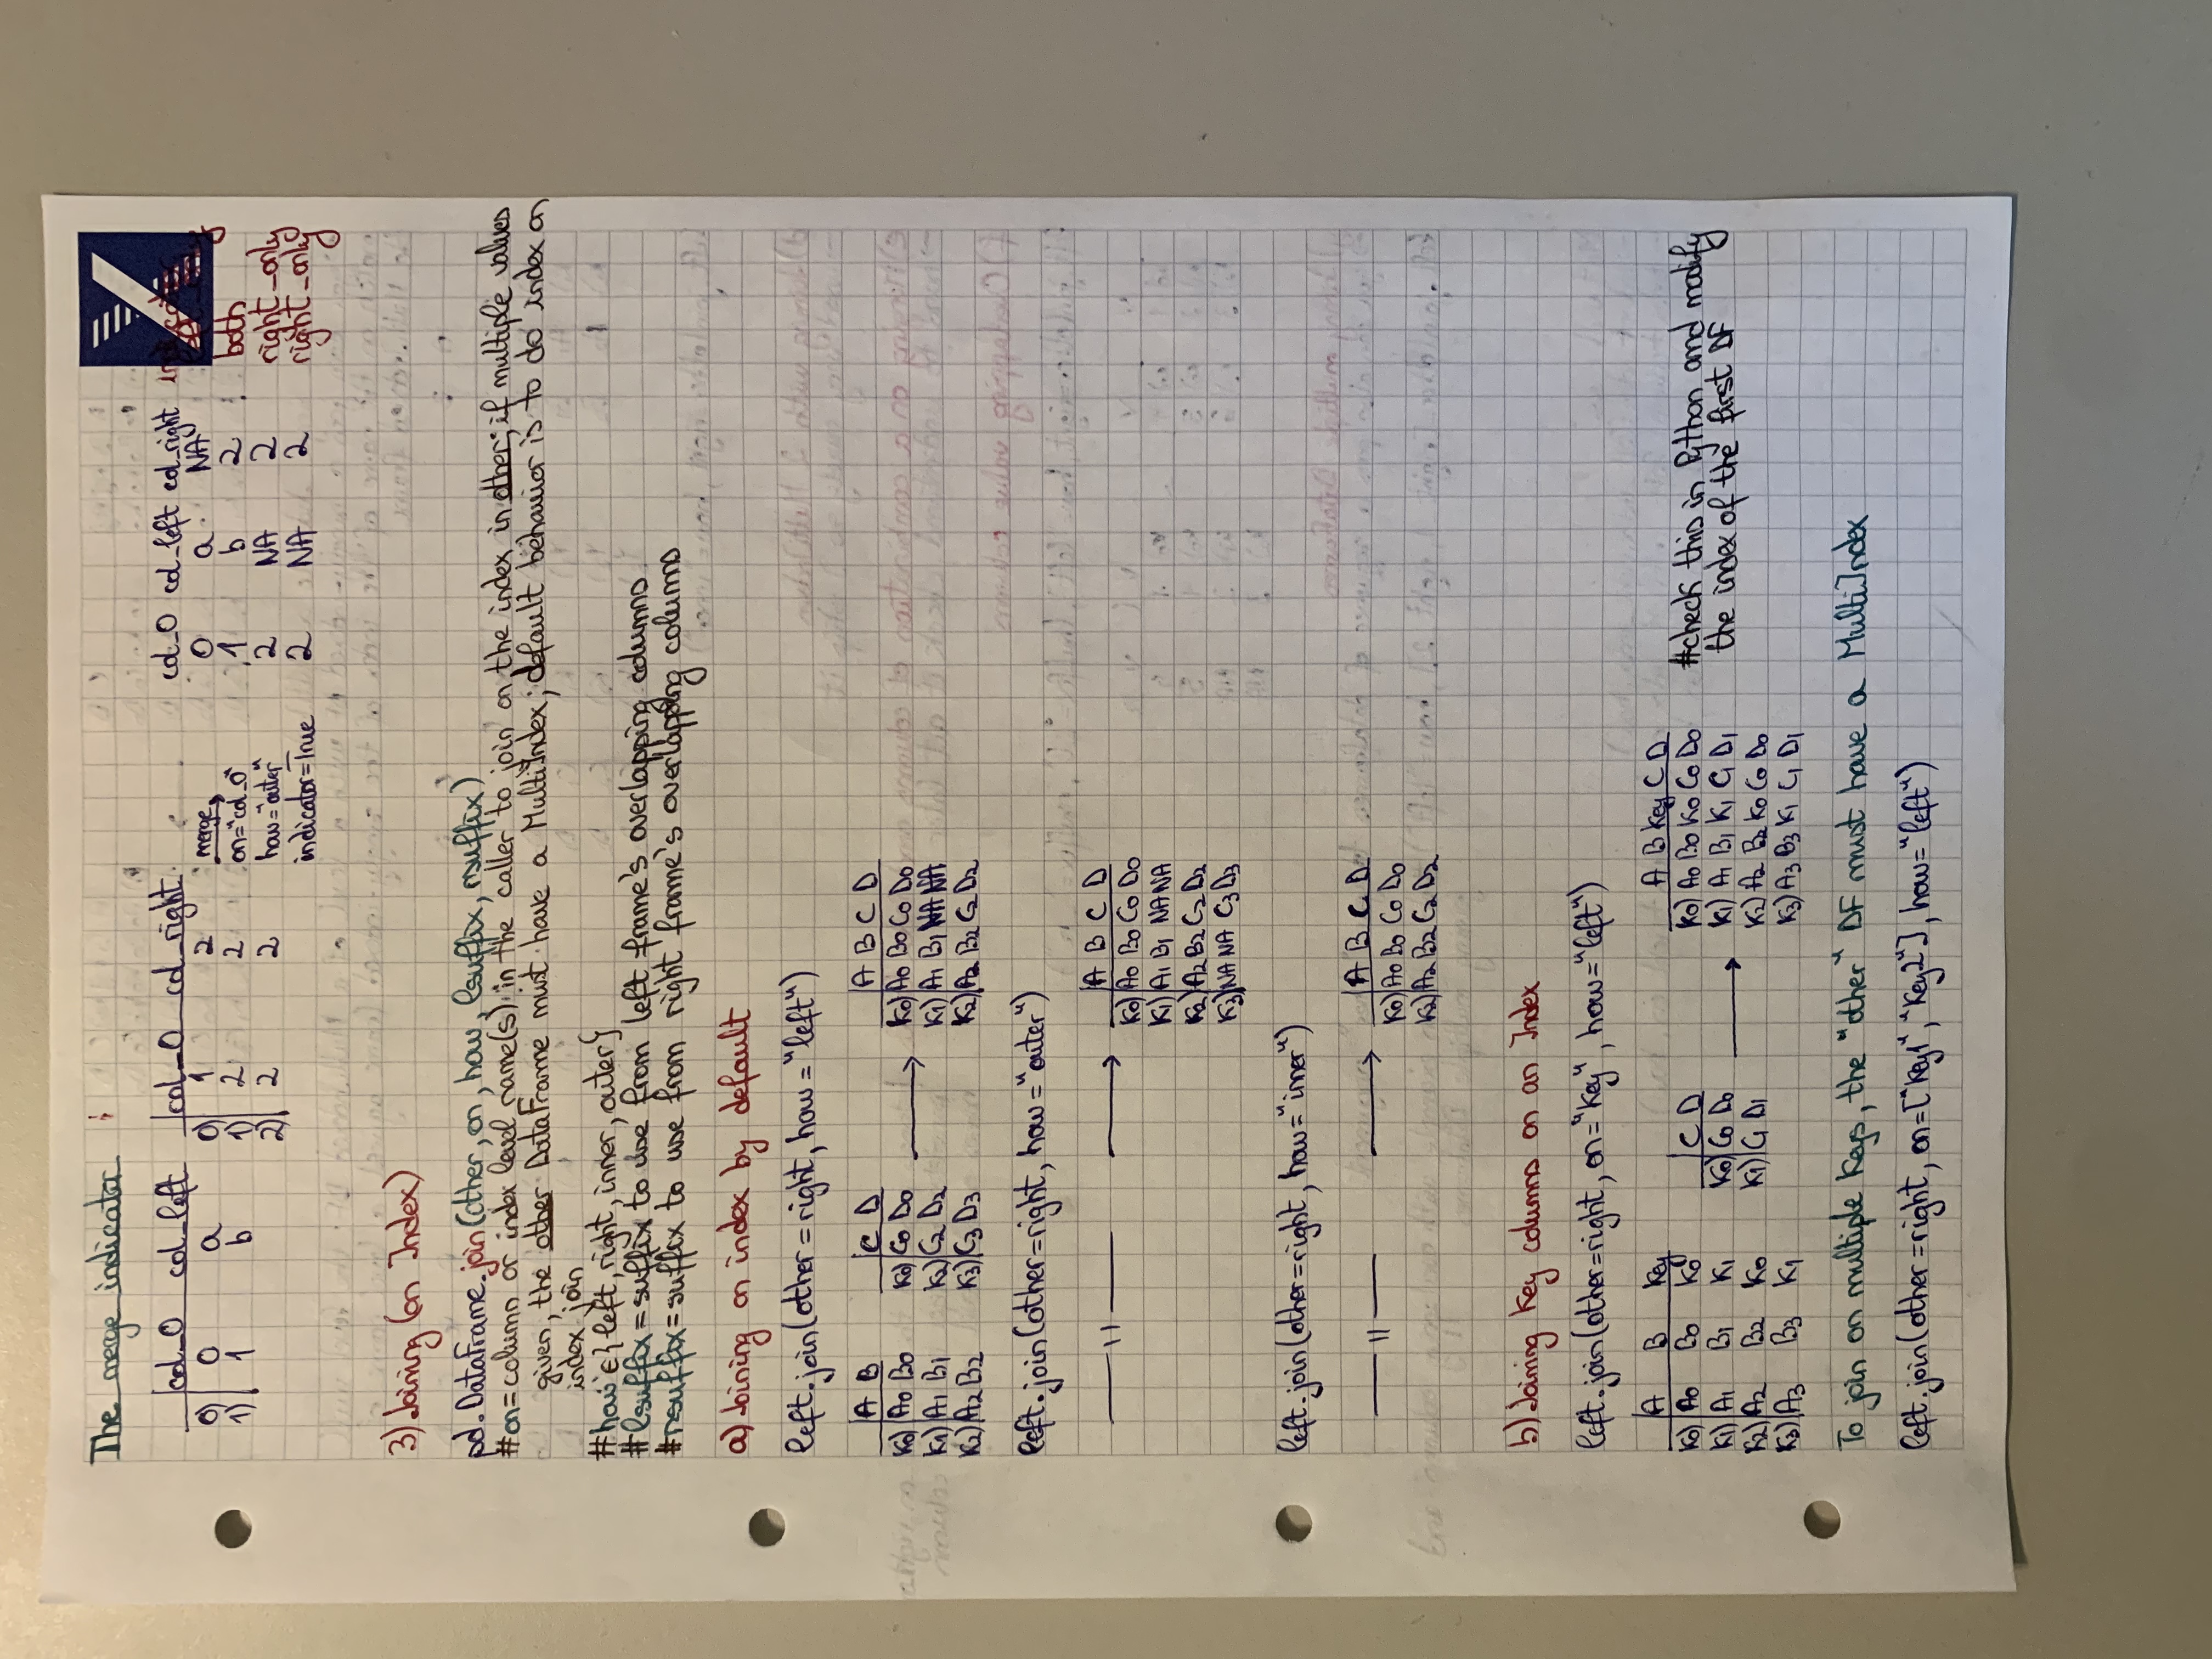 The merge indicator
col_0 col_left col_0 col_right col_0 col_left col_right
0) 0 a 0) 1 2 merge 0 a NA
1) 1 b 1) 2 2 on="col_0" 1 b 2 both
2) 2 2 how="outer" 2 NA 2 right_only
indicator=True 2 NA 2 right_only
3) Joining (on Index)
pd.DataFrame.join(other, on, how, lsuffix, rsuffix)
#on=column or index level name(s) in the caller to join on the index in other; if multiple values
given, the other DataFrame must have a MultiIndex; default behavior is to do index on
index join
#how ∈ {left, right, inner, outer}
#lsuffix=suffix to use from left frame's overlapping columns
#rsuffix=suffix to use from right frame's overlapping columns
a) Joining on index by default
left.join(other=right, how="left")
A B C D A B C D
K0) A0 B0 K0) C0 D0 K0) A0 B0 C0 D0
K1) A1 B1 K2) C2 D2 K1) A1 B1 NA NA
K2) A2 B2 K3) C3 D3 K2) A2 B2 C2 D2
left.join(other=right, how="outer")
A B C D
K0) A0 B0 C0 D0
K1) A1 B1 NA NA
K2) A2 B2 C2 D2
K3) NA NA C3 D3
left.join(other=right, how="inner")
A B C D
K0) A0 B0 C0 D0
K2) A2 B2 C2 D2
b) Joining key columns on an Index
left.join(other=right, on="key", how="left")
A B key A B key C D
K0) A0 B0 K0 C D K0) A0 B0 K0 C0 D0 #check this in Python and modify
K1) A1 B1 K1 K0) C0 D0 K1) A1 B1 K1 C1 D1 the index of the first DF
K2) A2 B2 K0 K1) C1 D1 K2) A2 B2 K0 C0 D0
K3) A3 B3 K1 K3) A3 B3 K1 C1 D1
To join on multiple keys, the "other" DF must have a MultiIndex
left.join(other=right, on=["key1", "key2"], how="left")